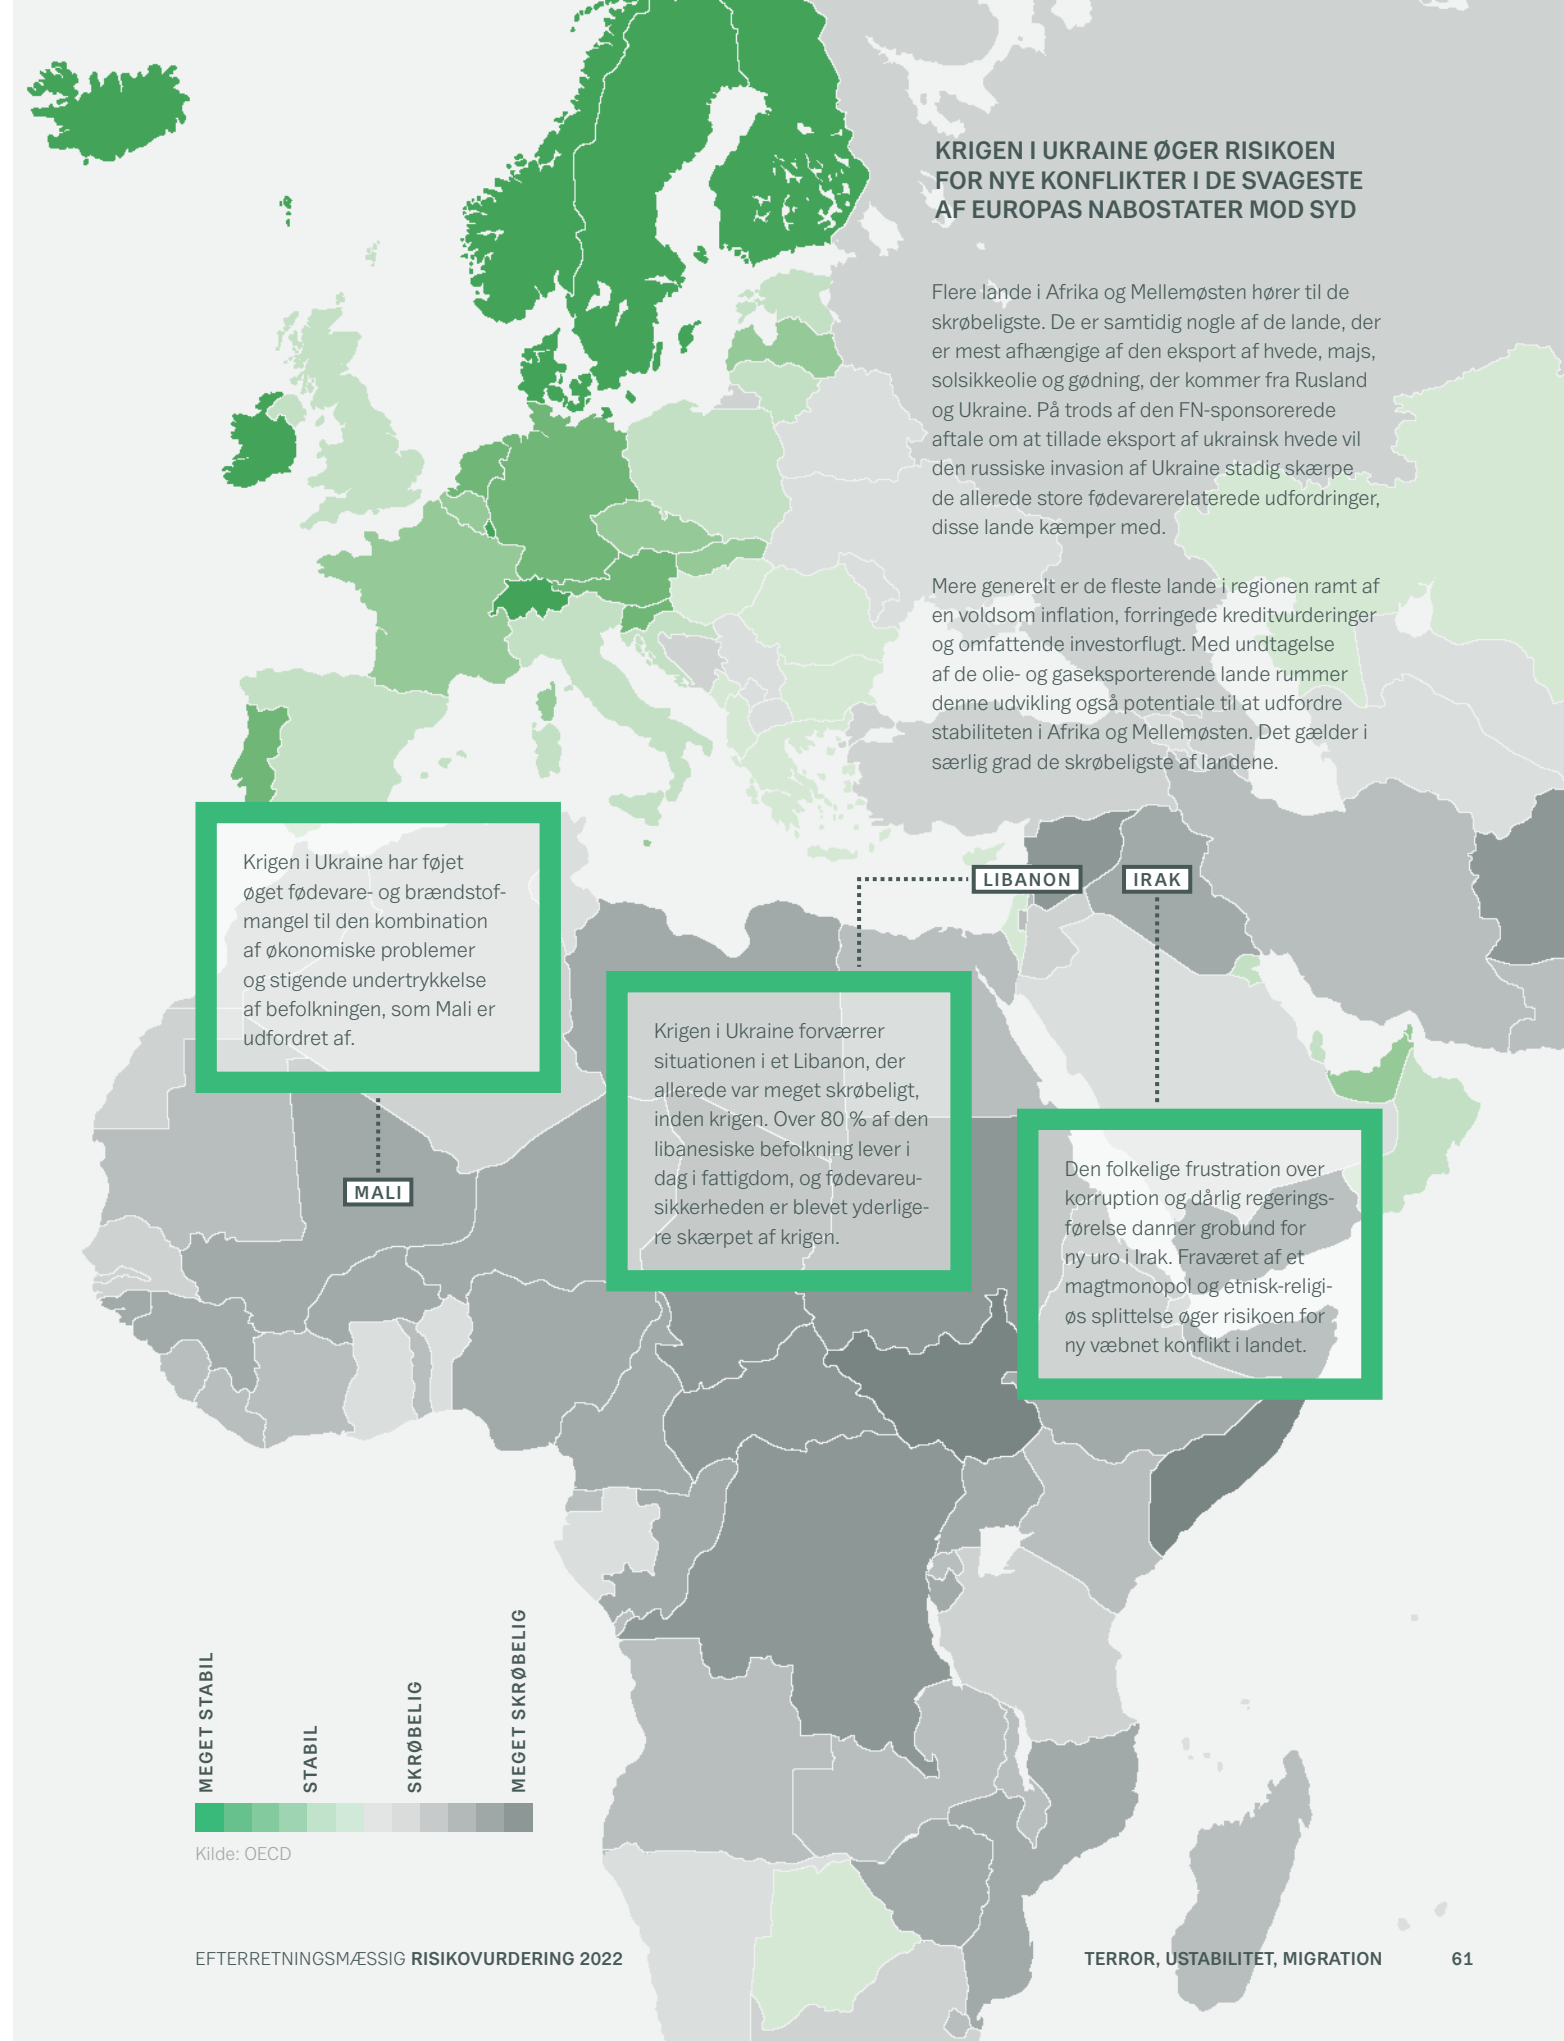 KRIGEN I UKRAINE ØGER RISIKOEN
FOR NYE KONFLIKTER I DE SVAGESTE
AF EUROPAS NABOSTATER MOD SYD
Flere lande i Afrika og Mellemøsten hører til de
skrøbeligste. De er samtidig nogle af de lande, der
er mest afhængige af den eksport af hvede, majs,
solsikkeolie og gødning, der kommer fra Rusland
og Ukraine. På trods af den FN-sponsorerede
aftale om at tillade eksport af ukrainsk hvede vil
den russiske invasion af Ukraine stadig skærpe
de allerede store fødevarerelaterede udfordringer,
disse lande kæmper med.
Mere generelt er de fleste lande i regionen ramt af
en voldsom inflation, forringede kreditvurderinger
og omfattende investorflugt. Med undtagelse
af de olie- og gaseksporterende lande rummer
denne udvikling også potentiale til at udfordre
stabiliteten i Afrika og Mellemøsten. Det gælder i
særlig grad de skrøbeligste af landene.
Krigen i Ukraine har føjet
øget fødevare- og brændstof-
mangel til den kombination
af økonomiske problemer
og stigende undertrykkelse
af befolkningen, som Mali er
udfordret af.
MALI
LIBANON
Krigen i Ukraine forværrer
situationen i et Libanon, der
allerede var meget skrøbeligt,
inden krigen. Over 80 % af den
libanesiske befolkning lever i
dag i fattigdom, og fødevareu-
sikkerheden er blevet yderlige-
re skærpet af krigen.
IRAK
Den folkelige frustration over
korruption og dårlig regerings-
førelse danner grobund for
ny uro i Irak. Fraværet af et
magtmonopol og etnisk-religi-
øs splittelse øger risikoen for
ny væbnet konflikt i landet.
MEGET STABIL
STABIL
SKRØBELIG
MEGET SKRØBELIG
Kilde: OECD
EFTERRETNINGSMÆSSIG RISIKOVURDERING 2022
TERROR, USTABILITET, MIGRATION 61